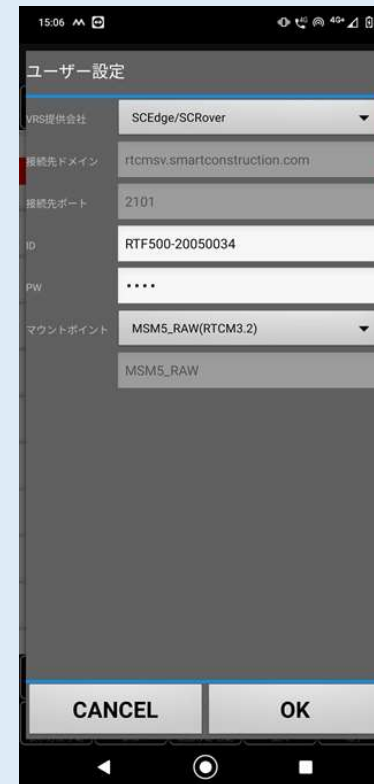 15:06
4G+
ユーザー設定
VRS提供会社 SCEdge/SCRover
接続先ドメイン rtcmsv.smartconstruction.com
接続先ポート 2101
ID RTF500-20050034
PW ••••
マウントポイント MSM5_RAW(RTCM3.2)
MSM5_RAW
CANCEL OK